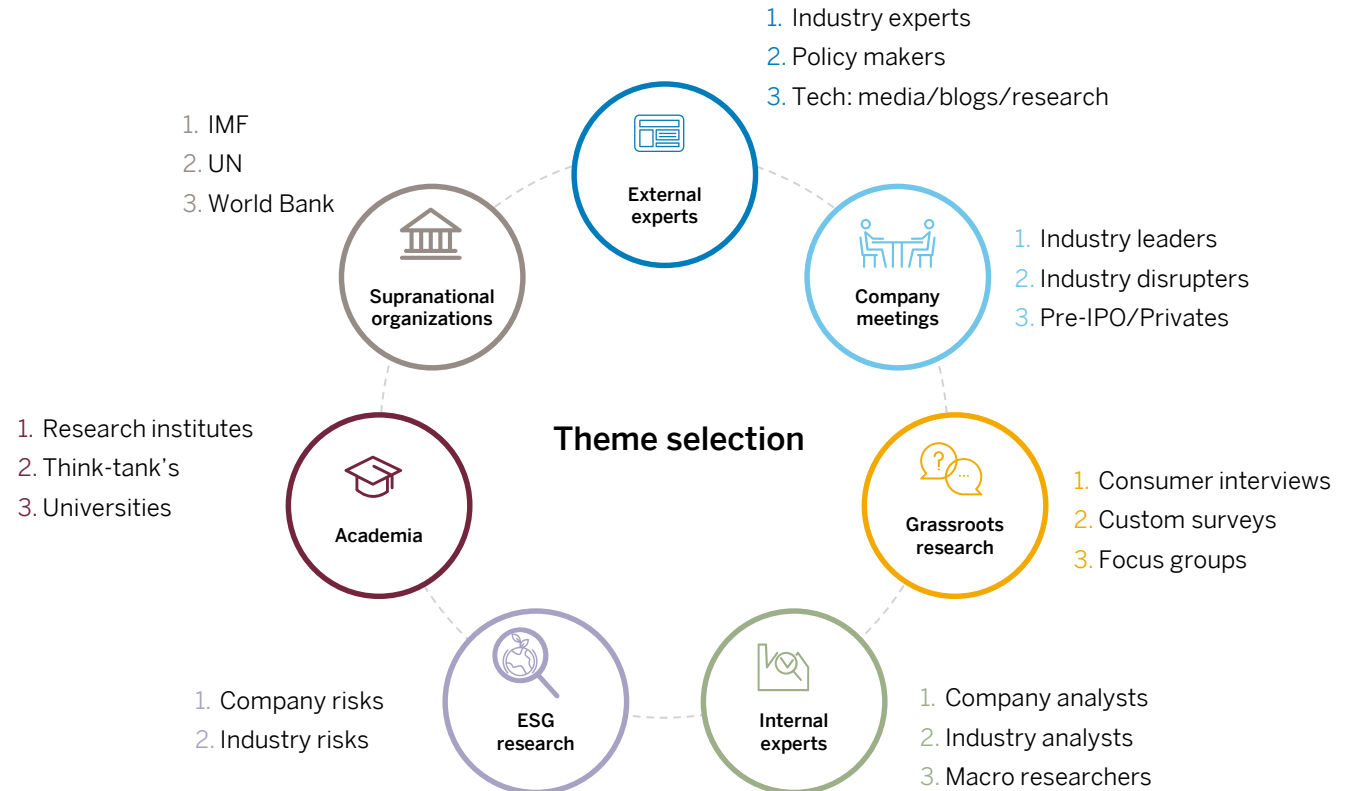 1. Industry experts
2. Policy makers
3. Tech: media/blogs/research
External
experts
1. IMF
2. UN
3. World Bank
Supranational
organizations
Company
meetings
1. Industry leaders
2. Industry disrupters
3. Pre-IPO/Privates
Theme selection
1. Research institutes
2. Think-tank's
3. Universities
Academia
?
...
Grassroots
research
1. Consumer interviews
2. Custom surveys
3. Focus groups
1. Company risks
2. Industry risks
ESG
research
Internal
experts
1. Company analysts
2. Industry analysts
3. Macro researchers